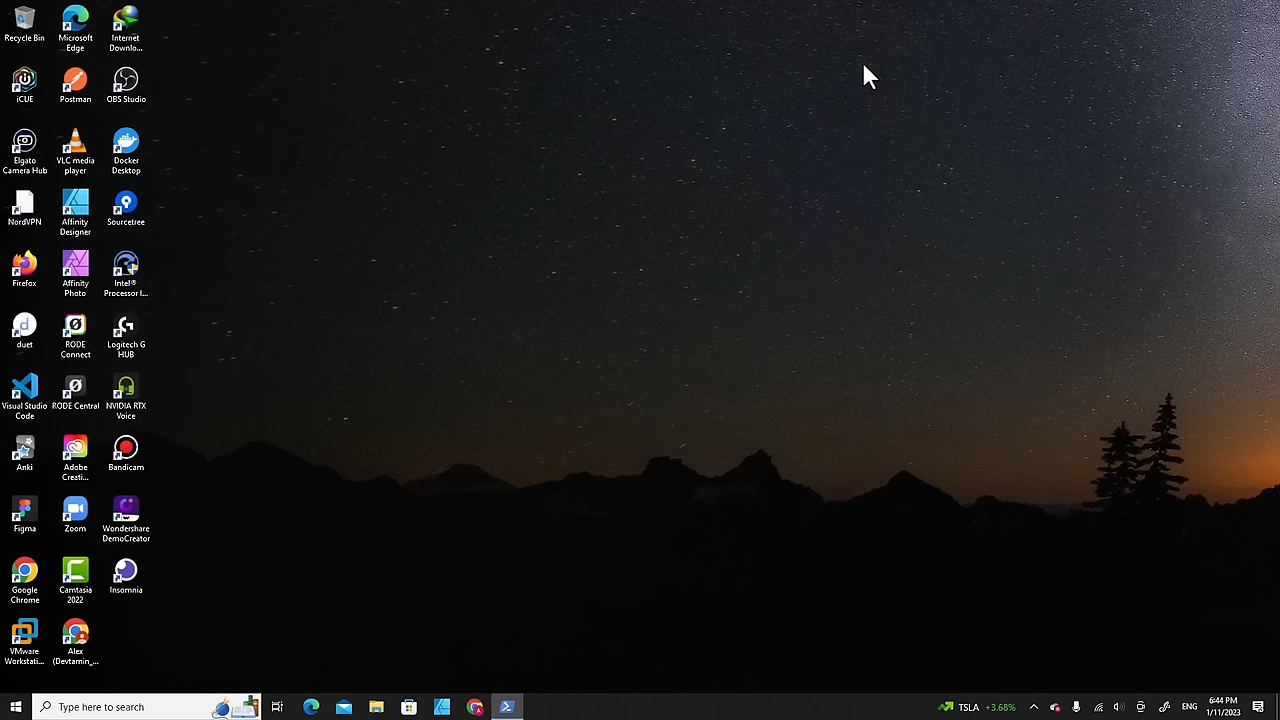 Recycle Bin
Microsoft
Edge
Internet
Downlo...
iCUE
Postman
OBS Studio
Elgato
Camera Hub
VLC media
player
Docker
Desktop
NordVPN
Affinity
Designer
Sourcetree
Firefox
Affinity
Photo
Intel®
Processor I...
duet
RODE
Connect
Logitech G
HUB
Visual Studio
Code
RODE Central
NVIDIA RTX
Voice
Anki
Adobe
Creati...
Bandicam
Figma
Zoom
Wondershare
DemoCreator
Google
Chrome
Camtasia
2022
Insomnia
VMware
Workstati...
Alex
(Devtamin_...
Type here to search
TSLA +3.68%
ENG
6:44 PM
1/11/2023